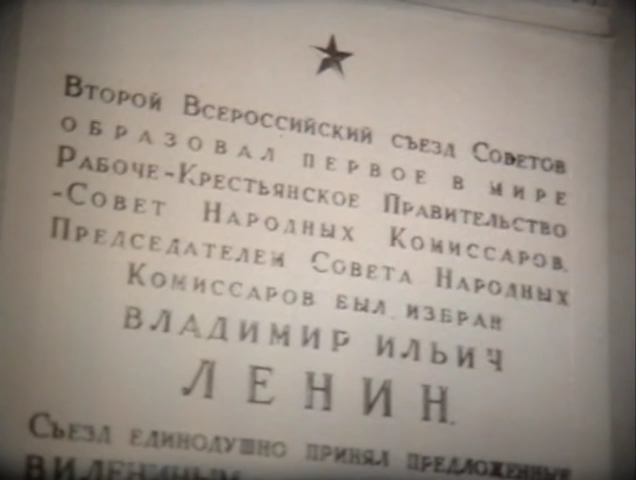 Второй Всероссийский съезд Советов
образовал первое в мире
Рабоче-Крестьянское Правительство
-Совет Народных Комиссаров.
Председателем Совета Народных
Комиссаров был избран
ВЛАДИМИР ИЛЬИЧ
ЛЕНИН.
Съезд единодушно принял предложенные
В.И.Лениным